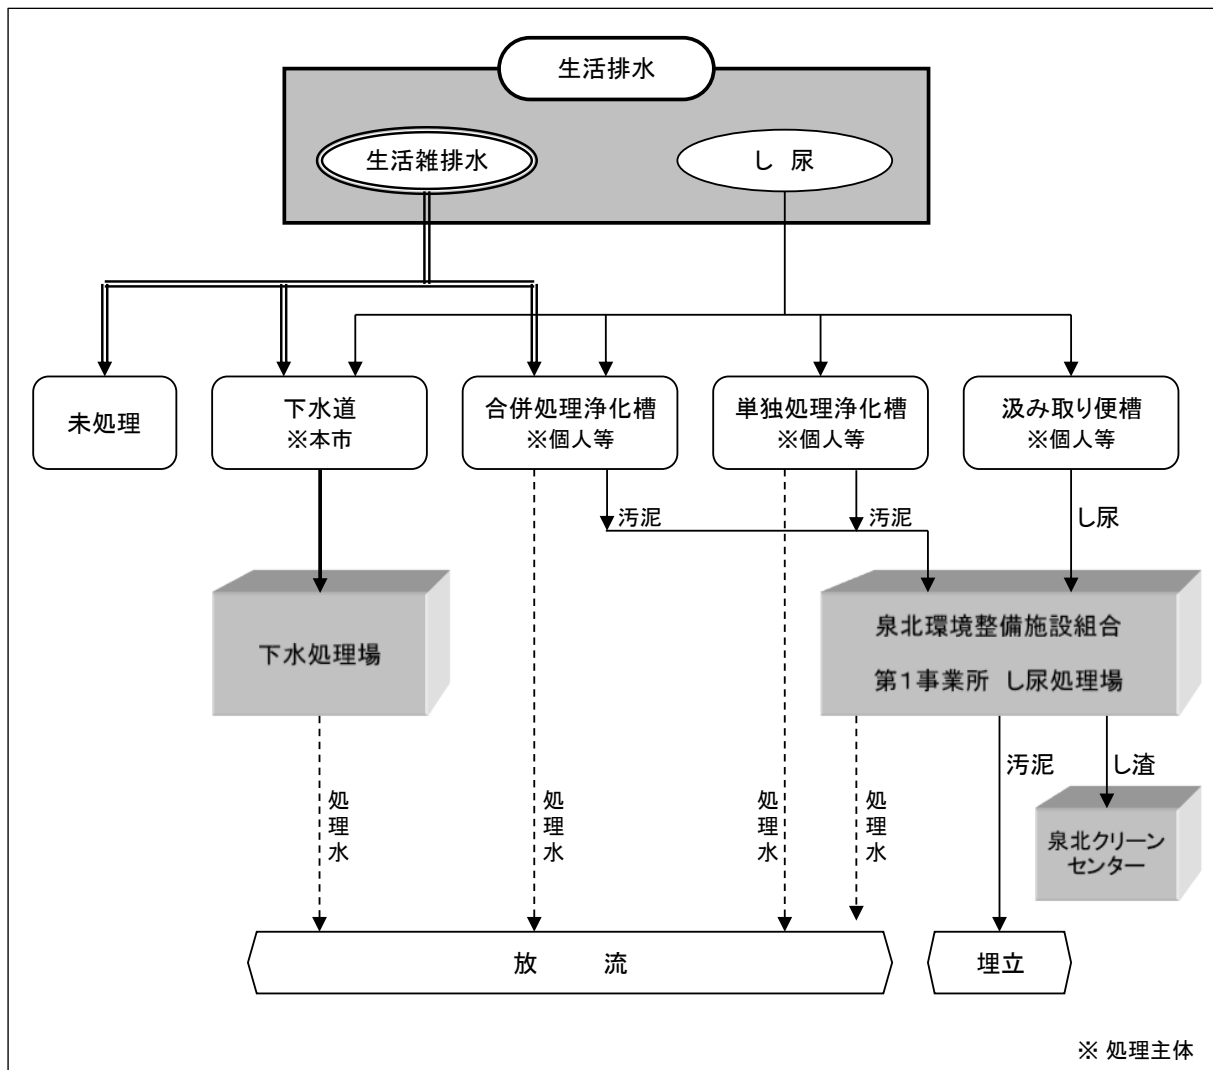 生活排水
生活雑排水
し 尿
未処理
下水道
※本市
合併処理浄化槽
※個人等
単独処理浄化槽
※個人等
汲み取り便槽
※個人等
汚泥
汚泥
し尿
下水処理場
泉北環境整備施設組合
第1事業所 し尿処理場
汚泥
し渣
処理水
処理水
処理水
処理水
泉北クリーン
センター
放 流
埋立
※ 処理主体